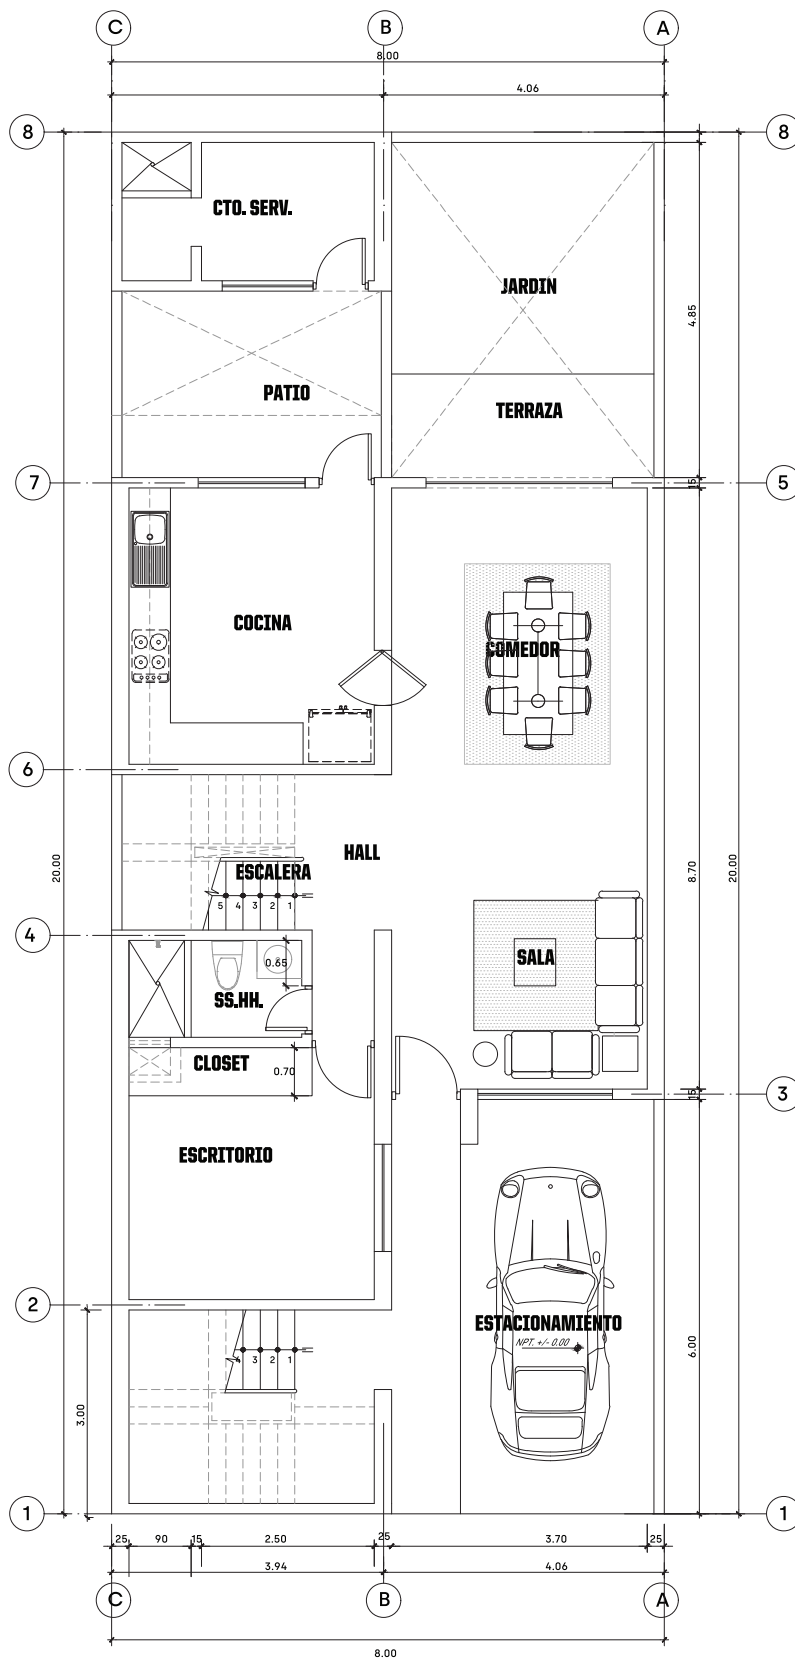 C B A
8.00
4.06
8 8
CTO. SERV.
JARDIN
4.85
PATIO
TERRAZA
7 15 5
COCINA
COMEDOR
6
HALL
20.00 8.70 20.00
ESCALERA
5 4 3 2 1
4
0.65
SALA
SS.HH.
CLOSET
0.70
15 3
ESCRITORIO
2
ESTACIONAMIENTO
NPT. +/- 0.00
6.00
4 3 2 1
3.00
1 1
25 90 15 2.50 25 3.70 25
3.94 4.06
C B A
8.00